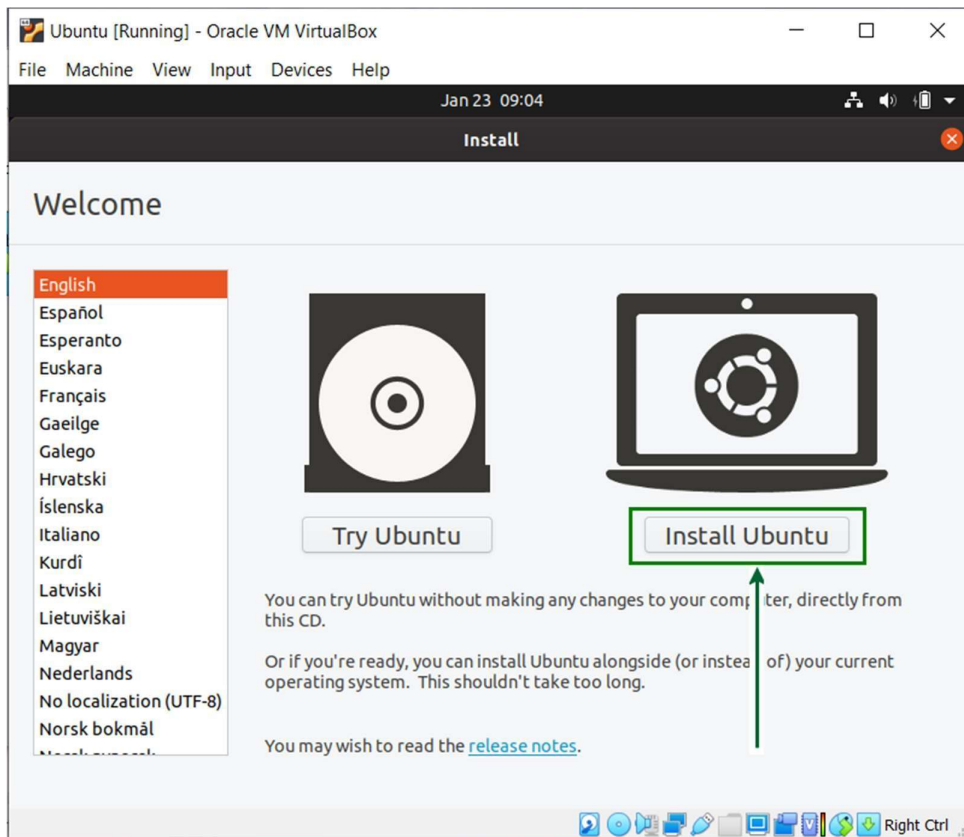 Ubuntu [Running] - Oracle VM VirtualBox
File Machine View Input Devices Help
Jan 23 09:04
Install
Welcome
English
Español
Esperanto
Euskara
Français
Gaeilge
Galego
Hrvatski
Íslenska
Italiano
Kurdî
Latviski
Lietuviškai
Magyar
Nederlands
No localization (UTF-8)
Norsk bokmål
Try Ubuntu
Install Ubuntu
You can try Ubuntu without making any changes to your computer, directly from
this CD.
Or if you're ready, you can install Ubuntu alongside (or instead of) your current
operating system. This shouldn't take too long.
You may wish to read the release notes.
Right Ctrl